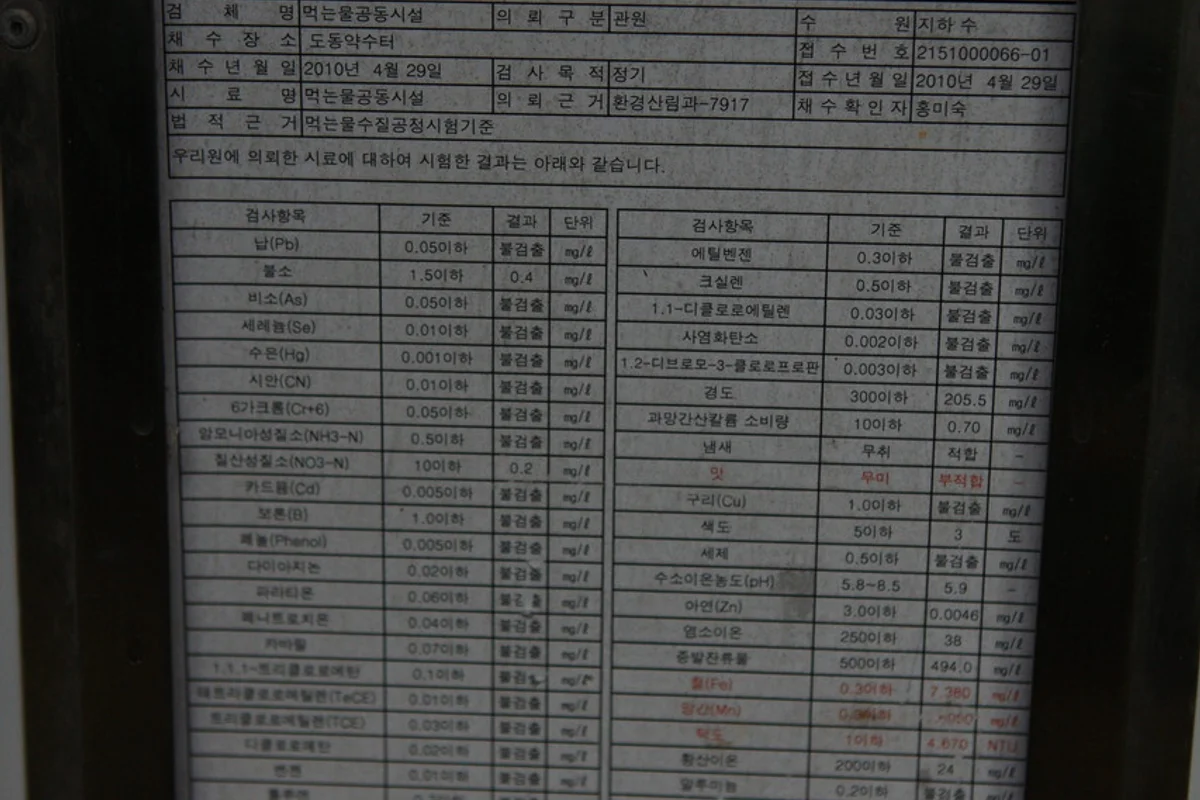 검 체 명 먹는물공동시설 의 뢰 구 분 관원 수 원 지하 수
채 수 장 소 도동약수터 접 수 번 호 2151000066-01
채 수 년 월 일 2010년 4월 29일 검 사 목 적 정기 접 수 년 월 일 2010년 4월 29일
시 료 명 먹는물공동시설 의 뢰 근 거 환경산림과-7917 채 수 확 인 자 홍미숙
법 적 근 거 먹는물수질공정시험기준
우리원에 의뢰한 시료에 대하여 시험한 결과는 아래와 같습니다.
검사항목 기준 결과 단위
납(Pb) 0.05이하 불검출 mg/ℓ
불소 1.5이하 0.4 mg/ℓ
비소(As) 0.05이하 불검출 mg/ℓ
세레늄(Se) 0.01이하 불검출 mg/ℓ
수은(Hg) 0.001이하 불검출 mg/ℓ
시안(CN) 0.01이하 불검출 mg/ℓ
6가크롬(Cr+6) 0.05이하 불검출 mg/ℓ
암모니아성질소(NH3-N) 0.5이하 불검출 mg/ℓ
질산성질소(NO3-N) 10이하 0.2 mg/ℓ
카드뮴(Cd) 0.005이하 불검출 mg/ℓ
보론(B) 1.0이하 불검출 mg/ℓ
페놀(Phenol) 0.005이하 불검출 mg/ℓ
다이아지논 0.02이하 불검출 mg/ℓ
파라티온 0.06이하 불검출 mg/ℓ
페니트로치온 0.04이하 불검출 mg/ℓ
카바릴 0.07이하 불검출 mg/ℓ
1.1.1-트리클로로에탄 0.1이하 불검출 mg/ℓ
테트라클로로에틸렌(TeCE) 0.01이하 불검출 mg/ℓ
트리클로로에틸렌(TCE) 0.03이하 불검출 mg/ℓ
디클로로메탄 0.02이하 불검출 mg/ℓ
벤젠 0.01이하 불검출 mg/ℓ
톨루엔
검사항목 기준 결과 단위
에틸벤젠 0.3이하 불검출 mg/ℓ
크실렌 0.5이하 불검출 mg/ℓ
1.1-디클로로에틸렌 0.03이하 불검출 mg/ℓ
사염화탄소 0.002이하 불검출 mg/ℓ
1.2-디브로모-3-클로로프로판 0.003이하 불검출 mg/ℓ
경도 300이하 205.5 mg/ℓ
과망간산칼륨 소비량 10이하 0.70 mg/ℓ
냄새 무취 적합 -
맛 무미 부적합 -
구리(Cu) 1.0이하 불검출 mg/ℓ
색도 5이하 3 도
세제 0.5이하 불검출 mg/ℓ
수소이온농도(pH) 5.8~8.5 5.9 -
아연(Zn) 3.0이하 0.0046 mg/ℓ
염소이온 250이하 38 mg/ℓ
증발잔류물 500이하 494.0 mg/ℓ
철(Fe) 0.3이하 7.380 mg/ℓ
망간(Mn) 0.3이하 mg/ℓ
탁도 1이하 4.670 NTU
황산이온 200이하 24 mg/ℓ
알루미늄 0.2이하 불검출 mg/ℓ